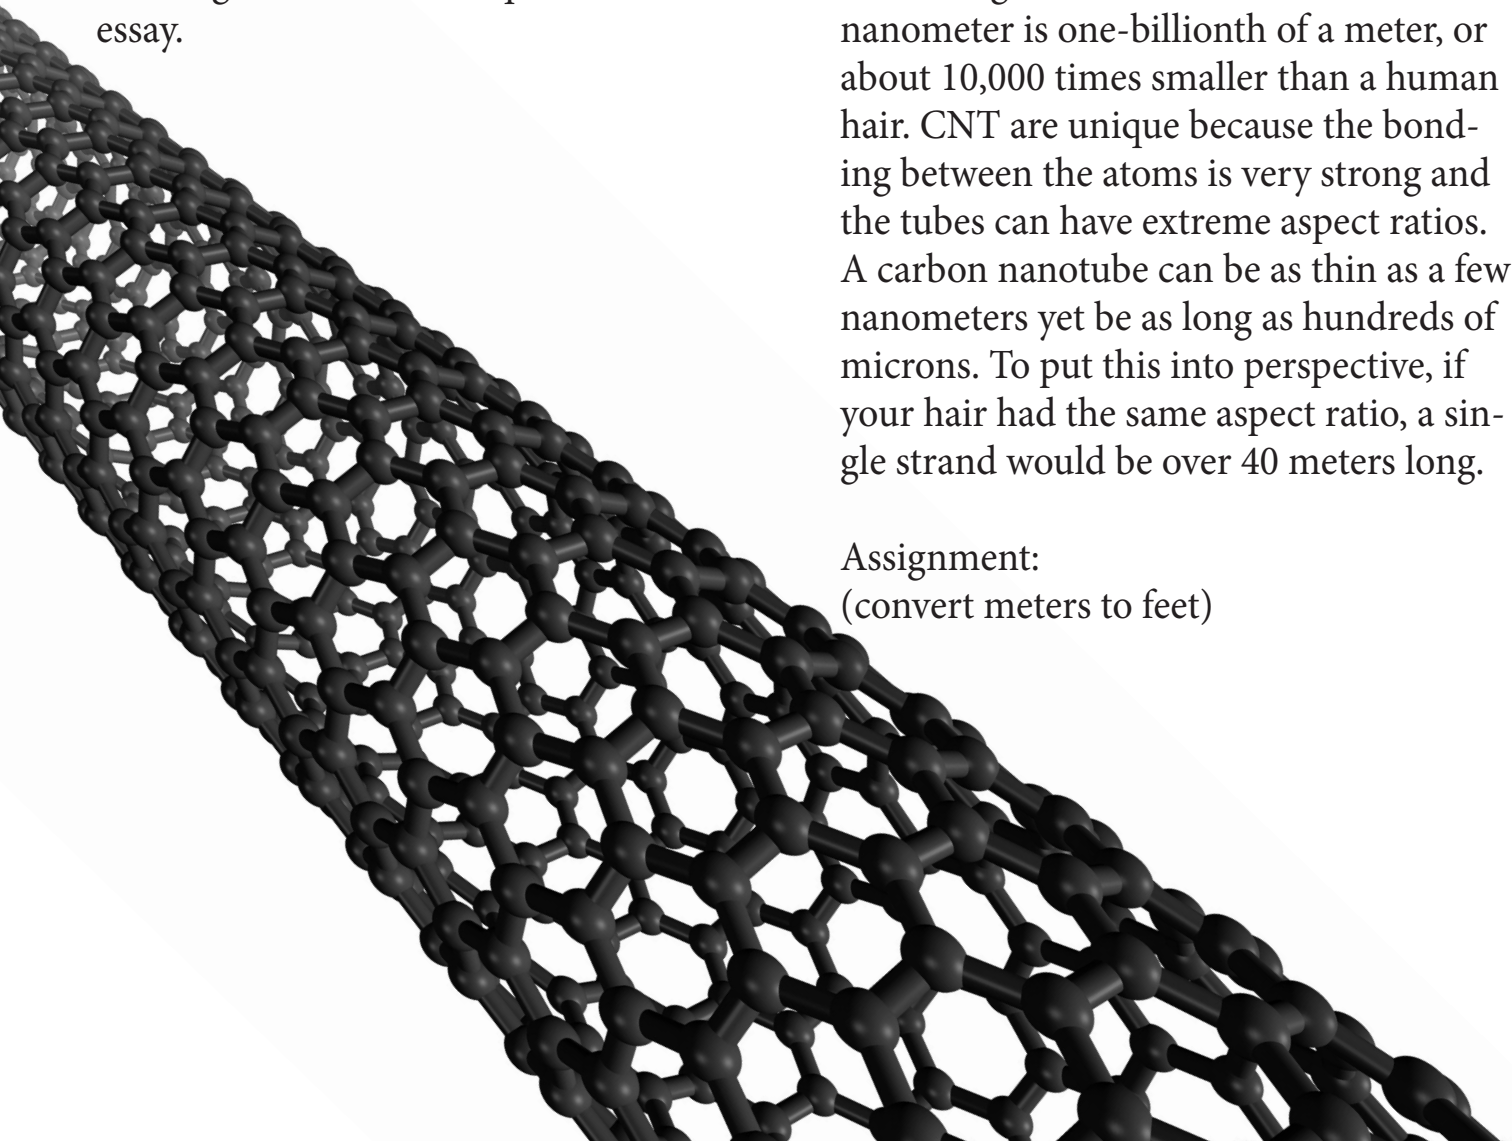 essay.
nanometer is one-billionth of a meter, or
about 10,000 times smaller than a human
hair. CNT are unique because the bond-
ing between the atoms is very strong and
the tubes can have extreme aspect ratios.
A carbon nanotube can be as thin as a few
nanometers yet be as long as hundreds of
microns. To put this into perspective, if
your hair had the same aspect ratio, a sin-
gle strand would be over 40 meters long.
Assignment:
(convert meters to feet)